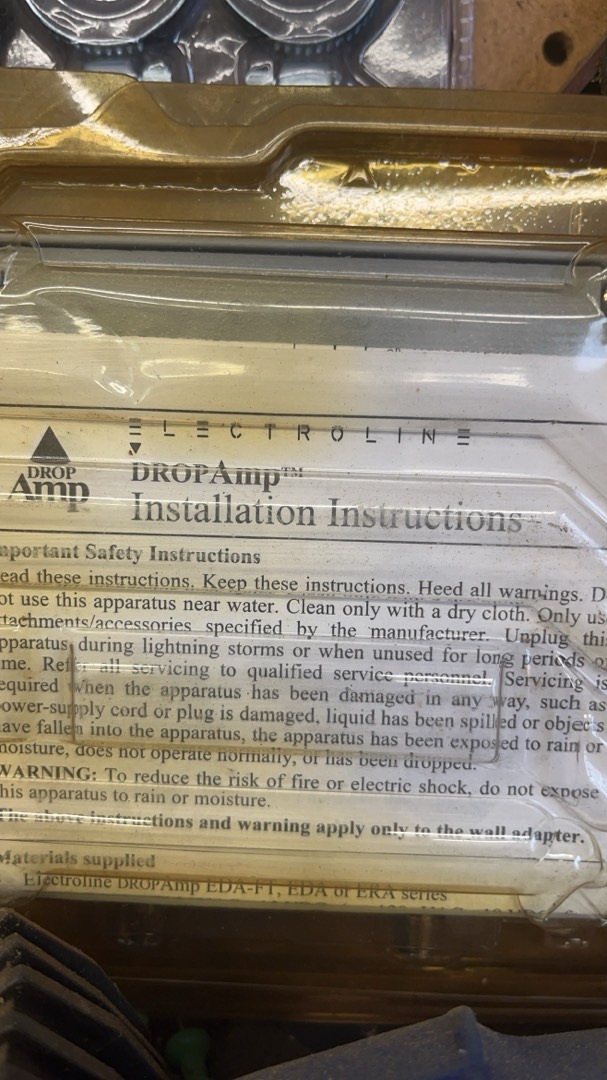 ELECTROLINE
DROP
Amp
DROPAmp™
Installation Instructions
mportant Safety Instructions
ead these instructions. Keep these instructions. Heed all warnings. D
ot use this apparatus near water. Clean only with a dry cloth. Only us
ttachments/accessories specified by the manufacturer. Unplug thi
pparatus during lightning storms or when unused for long periods o
me. Refer all servicing to qualified service personnel. Servicing is
equired when the apparatus has been damaged in any way, such as
ower-supply cord or plug is damaged, liquid has been spilled or objects
ave fallen into the apparatus, the apparatus has been exposed to rain or
moisture, does not operate normally, or has been dropped.
WARNING: To reduce the risk of fire or electric shock, do not expose
his apparatus to rain or moisture.
The above instructions and warning apply only to the wall adapter.
Materials supplied
Electroline DROPAmp EDA-FT, EDA or ERA series